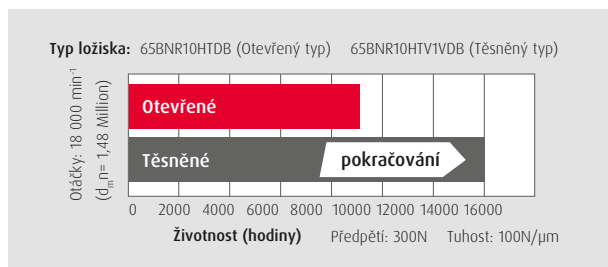 Typ ložiska: 65BNR10HTDB (Otevřený typ) 65BNR10HTV1VDB (Těsněný typ)
Otáčky: 18 000 min⁻¹
(dₘn= 1,48 Million)
Otevřené
Těsněné
pokračování
0 2000 4000 6000 8000 10000 12000 14000 16000
Životnost (hodiny) Předpětí: 300N Tuhost: 100N/µm